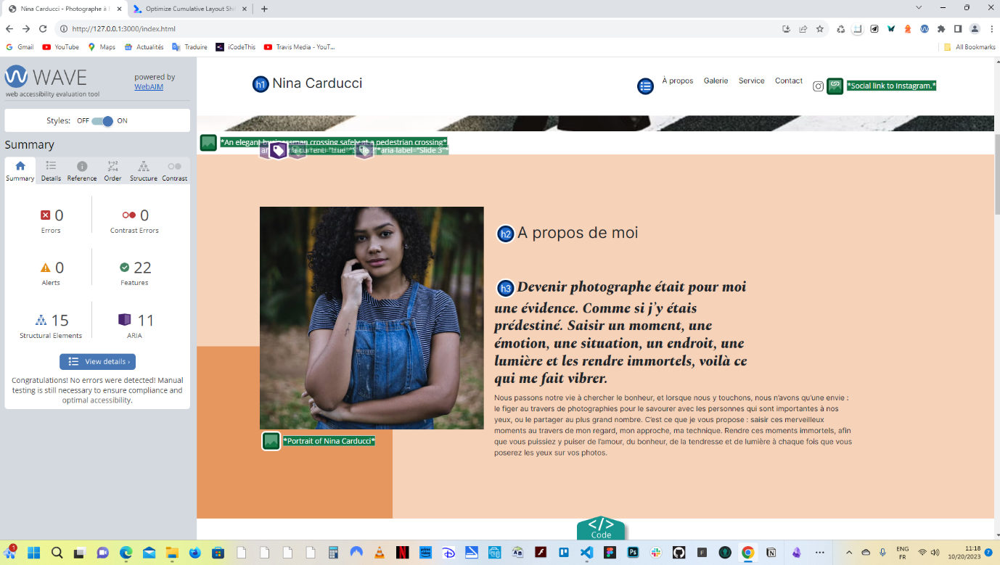 Nina Carducci - Photographe à
Optimize Cumulative Layout Shi
http://127.0.0.1:3000/index.html
Gmail
YouTube
Maps
Actualités
Traduire
iCodeThis
Travis Media - YouT...
All Bookmarks
WAVE
powered by
WebAIM
web accessibility evaluation tool
Styles: OFF ON
Summary
Summary Details Reference Order Structure Contrast
0 0
Errors Contrast Errors
0 22
Alerts Features
15 11
Structural Elements ARIA
View details ›
Congratulations! No errors were detected! Manual
testing is still necessary to ensure compliance and
optimal accessibility.
h1 Nina Carducci
À propos Galerie Service Contact
*Social link to Instagram.*
*An elegant businessman crossing safely at a pedestrian crossing*
aria-current="true"
*aria-label="Slide 3"*
h2 A propos de moi
h3 Devenir photographe était pour moi
une évidence. Comme si j'y étais
prédestiné. Saisir un moment, une
émotion, une situation, un endroit, une
lumière et les rendre immortels, voilà ce
qui me fait vibrer.
Nous passons notre vie à chercher le bonheur, et lorsque nous y touchons, nous n'avons qu'une envie :
le figer au travers de photographies pour le savourer avec les personnes qui sont importantes à nos
yeux, ou le partager au plus grand nombre. C'est ce que je vous propose : saisir ces merveilleux
moments au travers de mon regard, mon approche, ma technique. Rendre ces moments immortels, afin
que vous puissiez y puiser de l'amour, du bonheur, de la tendresse et de lumière à chaque fois que vous
poserez les yeux sur vos photos.
*Portrait of Nina Carducci*
</>
Code
1
ENG
FR
11:18
10/20/2023
7